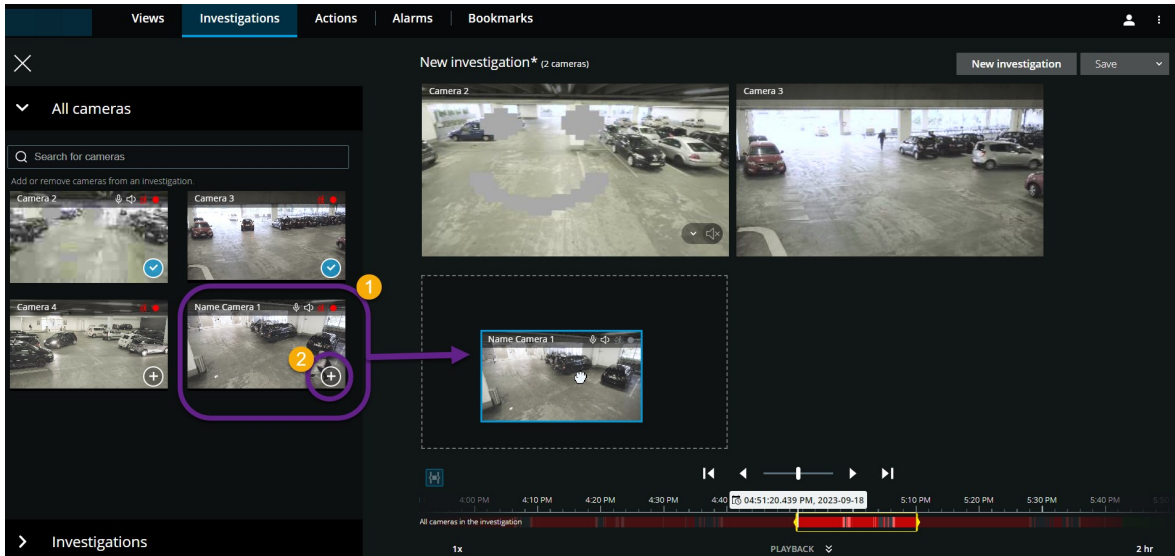 Views Investigations Actions Alarms Bookmarks
New investigation* (2 cameras)
New investigation Save
All cameras
Search for cameras
Add or remove cameras from an investigation.
Camera 2
Camera 3
Camera 4
Name Camera 1
1
2
Camera 2
Camera 3
Name Camera 1
4:00 PM 4:10 PM 4:20 PM 4:30 PM 4:40 04:51:20.439 PM, 2023-09-18 5:10 PM 5:20 PM 5:30 PM 5:40 PM 5:50
All cameras in the investigation
Investigations
1x PLAYBACK 2 hr